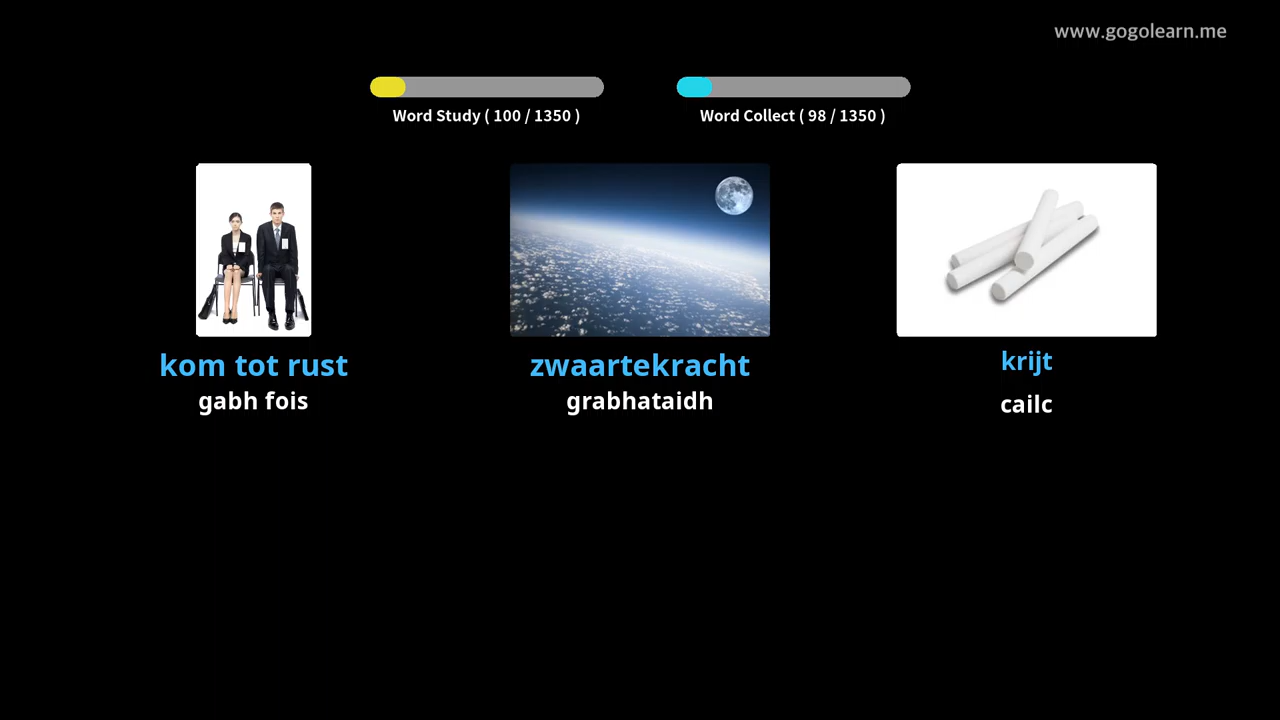 www.gogolearn.me
Word Study ( 100 / 1350 )
Word Collect ( 98 / 1350 )
kom tot rust
gabh fois
zwaartekracht
grabhataidh
krijt
cailc